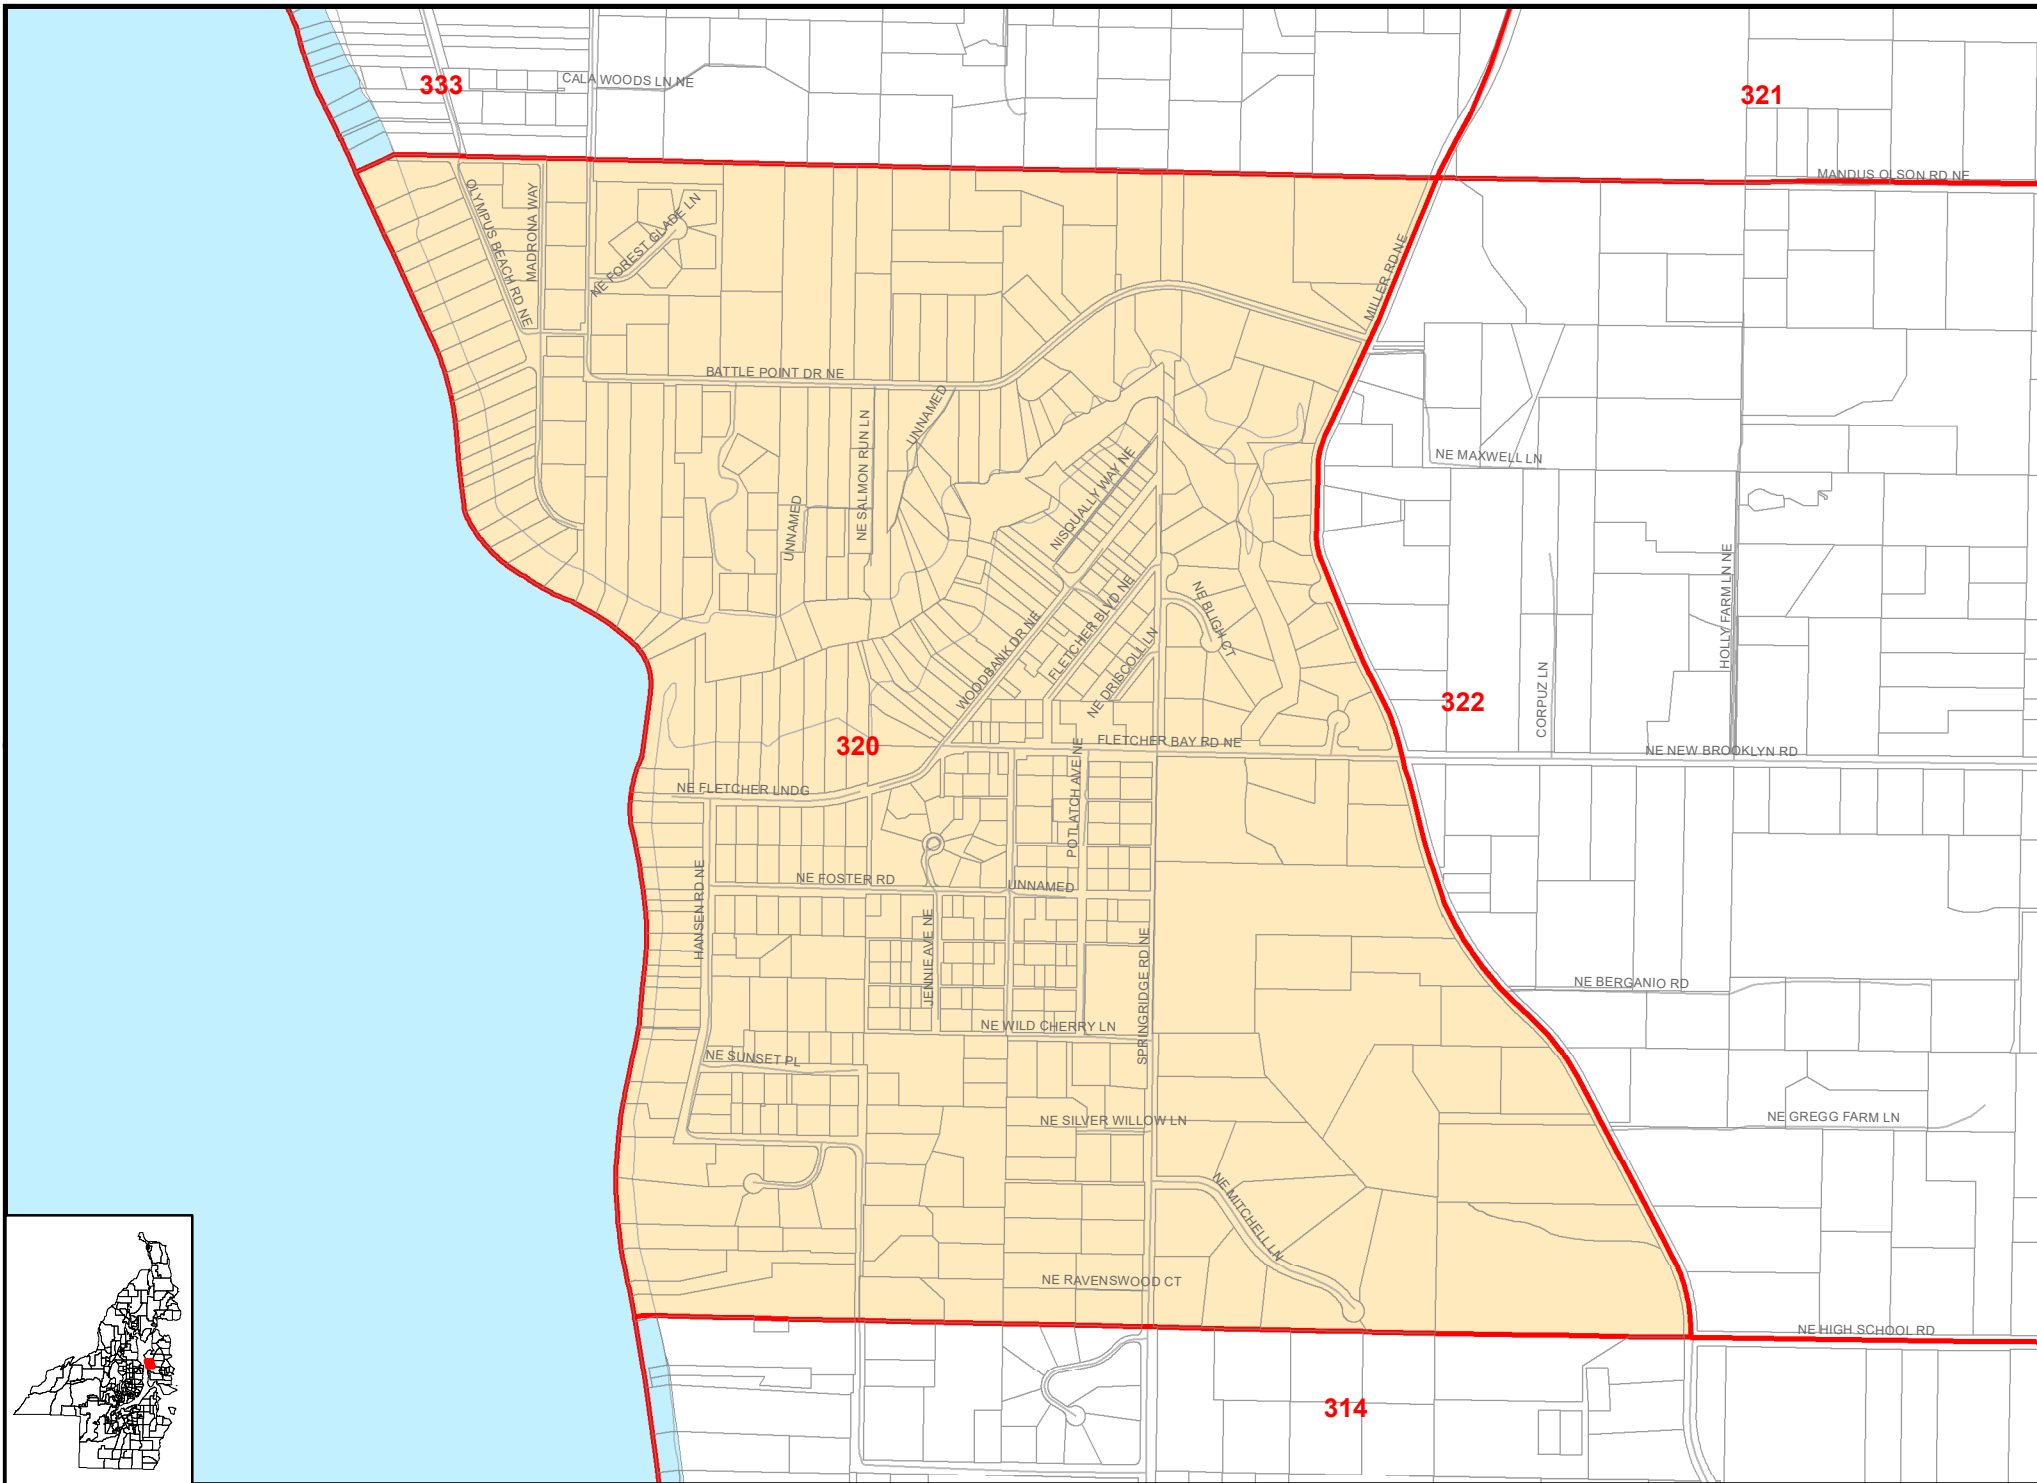 333
CALA WOODS LN NE
321
MANDUS OLSON RD NE
OLYMPUS BEACH RD NE
MADRONA WAY
NE FOREST GLADE LN
MILLER RD NE
BATTLE POINT DR NE
UNNAMED
NE SALMON RUN LN
UNNAMED
NISQUALLY WAY NE
NE MAXWELL LN
HOLLY FARM LN NE
WOODBANK DR NE
FLETCHER BLVD NE
NE DRISCOLL LN
NE BLIGH CT
CORPUZ LN
322
320
FLETCHER BAY RD NE
NE NEW BROOKLYN RD
NE FLETCHER LNDG
POTLATCH AVE NE
NE FOSTER RD
UNNAMED
HANSEN RD NE
JENNIE AVE NE
SPRINGRIDGE RD NE
NE BERGANIO RD
NE WILD CHERRY LN
NE SUNSET PL
NE SILVER WILLOW LN
NE GREGG FARM LN
NE MITCHELL LN
NE RAVENSWOOD CT
NE HIGH SCHOOL RD
314